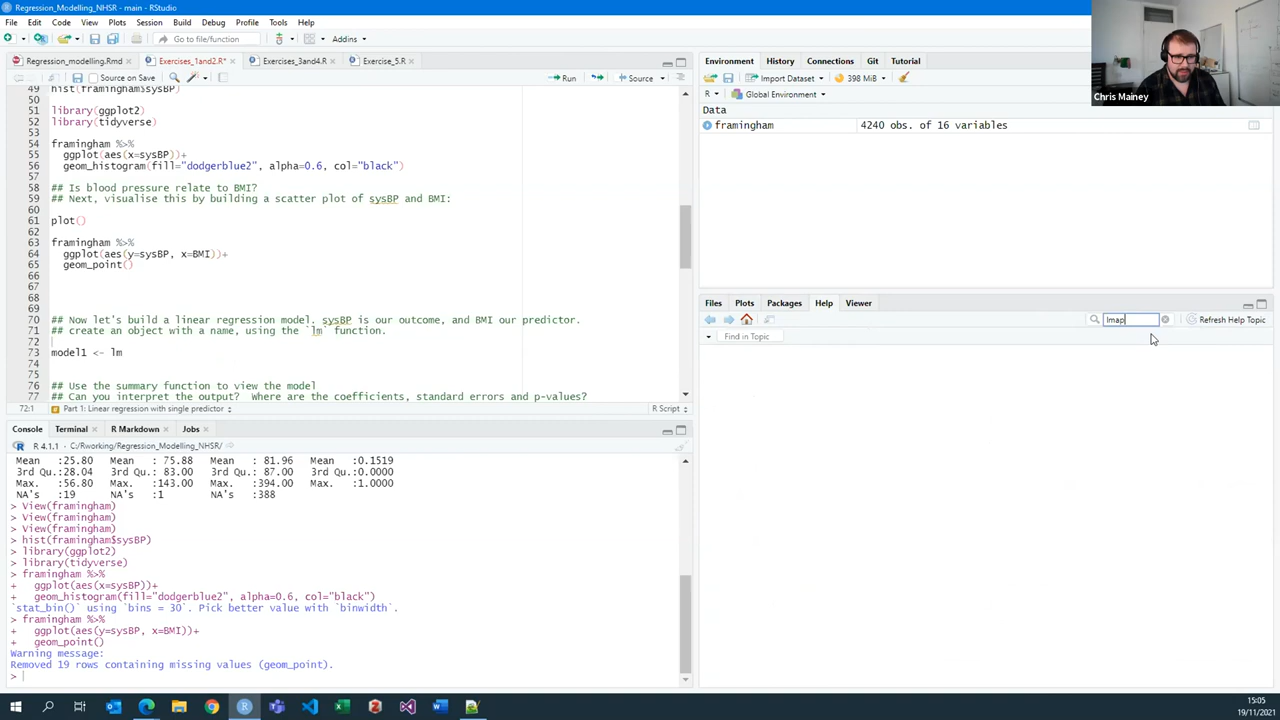 Regression_Modelling_NHSR - main - RStudio
File Edit Code View Plots Session Build Debug Profile Tools Help
Go to file/function Addins
Chris Mainey
Regression_modelling.Rmd Exercises_1and2.R* Exercises_3and4.R Exercise_5.R
Source on Save Run Source
49 hist(framingham$sysBP)
50
51 library(ggplot2)
52 library(tidyverse)
53
54 framingham %>%
55 ggplot(aes(x=sysBP))+
56 geom_histogram(fill="dodgerblue2", alpha=0.6, col="black")
57
58 ## Is blood pressure relate to BMI?
59 ## Next, visualise this by building a scatter plot of sysBP and BMI:
60
61 plot()
62
63 framingham %>%
64 ggplot(aes(y=sysBP, x=BMI))+
65 geom_point()
66
67
68
69
70 ## Now let's build a linear regression model. sysBP is our outcome, and BMI our predictor.
71 ## create an object with a name, using the `lm` function.
72
73 model1 <- lm
74
75
76 ## Use the summary function to view the model
77 ## Can you interpret the output? Where are the coefficients, standard errors and p-values?
72:1 Part 1: Linear regression with single predictor R Script
Console Terminal R Markdown Jobs
R 4.1.1 · C:/Rworking/Regression_Modelling_NHSR/
Mean :25.80 Mean : 75.88 Mean : 81.96 Mean :0.1519
3rd Qu.:28.04 3rd Qu.: 83.00 3rd Qu.: 87.00 3rd Qu.:0.0000
Max. :56.80 Max. :143.00 Max. :394.00 Max. :1.0000
NA's :19 NA's :1 NA's :388
> View(framingham)
> View(framingham)
> View(framingham)
> hist(framingham$sysBP)
> library(ggplot2)
> library(tidyverse)
> framingham %>%
+ ggplot(aes(x=sysBP))+
+ geom_histogram(fill="dodgerblue2", alpha=0.6, col="black")
`stat_bin()` using `bins = 30`. Pick better value with `binwidth`.
> framingham %>%
+ ggplot(aes(y=sysBP, x=BMI))+
+ geom_point()
Warning message:
Removed 19 rows containing missing values (geom_point).
>
Environment History Connections Git Tutorial
Import Dataset 398 MiB
R Global Environment
Data
framingham 4240 obs. of 16 variables
Files Plots Packages Help Viewer
lmap Refresh Help Topic
Find in Topic
15:05
19/11/2021